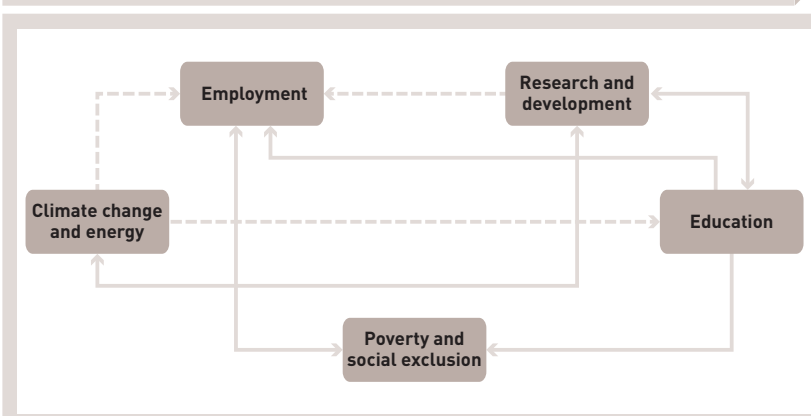 Employment
Research and
development
Climate change
and energy
Education
Poverty and
social exclusion